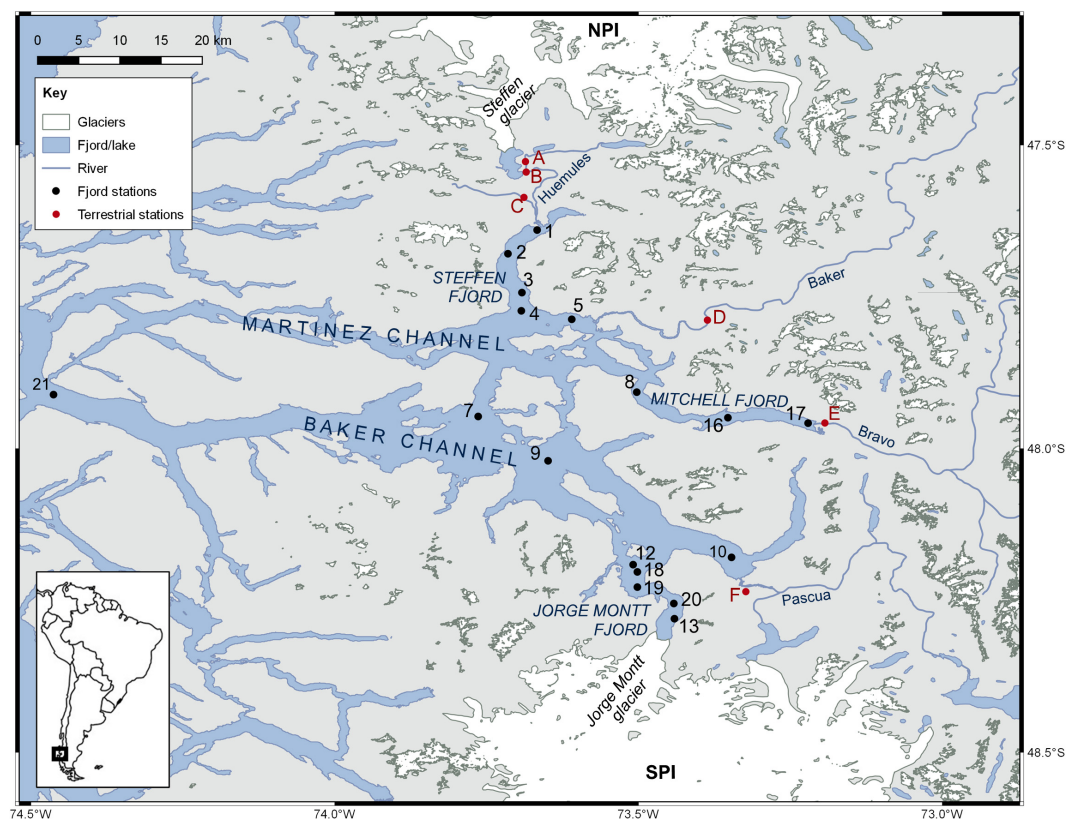 NPI
0 5 10 15 20 km
Key
Glaciers
Fjord/lake
River
Fjord stations
Terrestrial stations
Steffen
glacier
A
B
C
Huemules
1
2
3
4
5
STEFFEN
FJORD
MARTINEZ CHANNEL
Baker
D
21
7
8
MITCHELL FJORD
16
17
E
Bravo
BAKER CHANNEL
9
10
12
18
19
20
13
F
Pascua
JORGE MONTT
FJORD
Jorge Montt
glacier
SPI
47.5°S
48.0°S
48.5°S
74.5°W
74.0°W
73.5°W
73.0°W